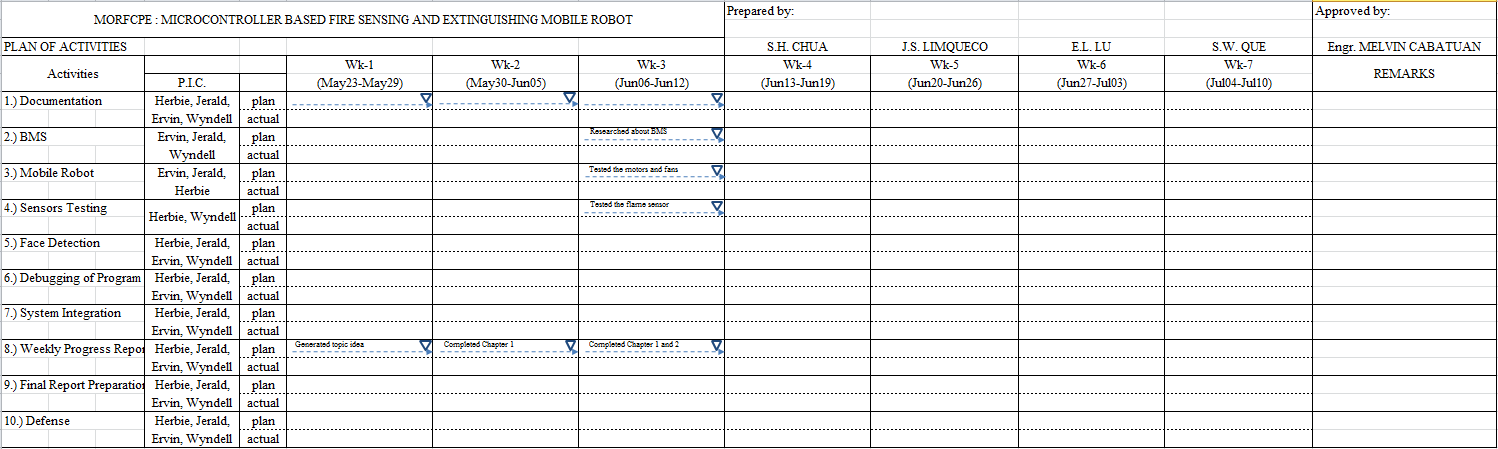 MORFCPE : MICROCONTROLLER BASED FIRE SENSING AND EXTINGUISHING MOBILE ROBOT
Prepared by:
Approved by:
PLAN OF ACTIVITIES
S.H. CHUA
J.S. LIMQUECO
E.L. LU
S.W. QUE
Engr. MELVIN CABATUAN
Activities
P.I.C.
Wk-1
(May23-May29)
Wk-2
(May30-Jun05)
Wk-3
(Jun06-Jun12)
Wk-4
(Jun13-Jun19)
Wk-5
(Jun20-Jun26)
Wk-6
(Jun27-Jul03)
Wk-7
(Jul04-Jul10)
REMARKS
1.) Documentation
Herbie, Jerald,
Ervin, Wyndell
plan
actual
2.) BMS
Ervin, Jerald,
Wyndell
plan
actual
Researched about BMS
3.) Mobile Robot
Ervin, Jerald,
Herbie
plan
actual
Tested the motors and fans
4.) Sensors Testing
Herbie, Wyndell
plan
actual
Tested the flame sensor
5.) Face Detection
Herbie, Jerald,
Ervin, Wyndell
plan
actual
6.) Debugging of Program
Herbie, Jerald,
Ervin, Wyndell
plan
actual
7.) System Integration
Herbie, Jerald,
Ervin, Wyndell
plan
actual
8.) Weekly Progress Repor
Herbie, Jerald,
Ervin, Wyndell
plan
actual
Generated topic idea
Completed Chapter 1
Completed Chapter 1 and 2
9.) Final Report Preparation
Herbie, Jerald,
Ervin, Wyndell
plan
actual
10.) Defense
Herbie, Jerald,
Ervin, Wyndell
plan
actual